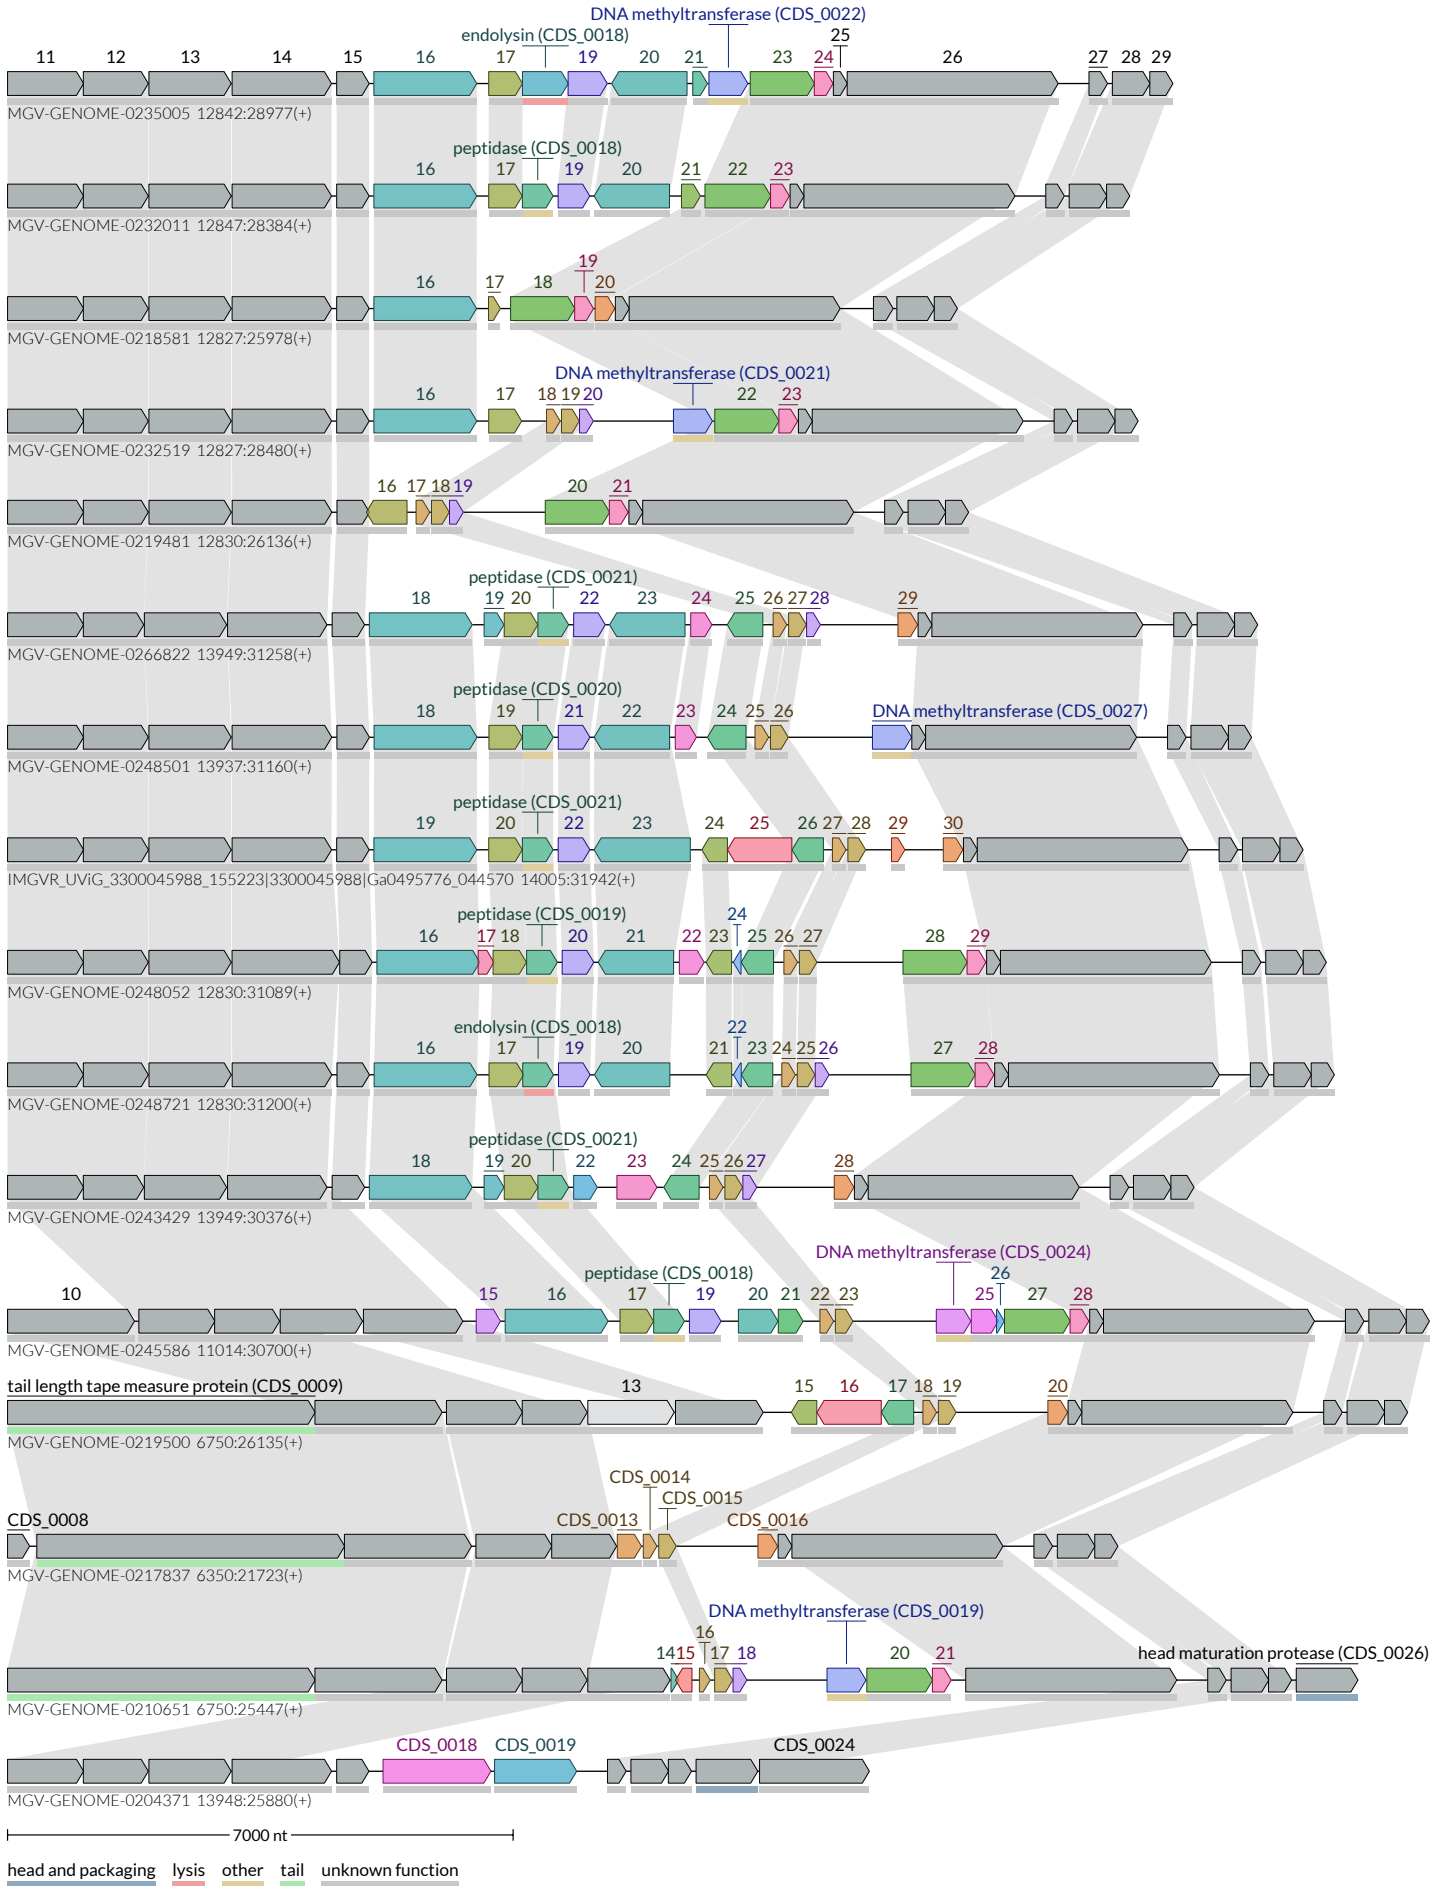 DNA methyltransferase (CDS_0022)
endolysin (CDS_0018) 25
11 12 13 14 15 16 17 19 20 21 23 24 26 27 28 29
MGV-GENOME-0235005 12842:28977(+)
peptidase (CDS_0018)
16 17 19 20 21 22 23
MGV-GENOME-0232011 12847:28384(+)
19
16 17 18 20
MGV-GENOME-0218581 12827:25978(+)
DNA methyltransferase (CDS_0021)
16 17 18 19 20 22 23
MGV-GENOME-0232519 12827:28480(+)
16 17 18 19 20 21
MGV-GENOME-0219481 12830:26136(+)
peptidase (CDS_0021)
18 19 20 22 23 24 25 26 27 28 29
MGV-GENOME-0266822 13949:31258(+)
peptidase (CDS_0020)
18 19 21 22 23 24 25 26 DNA methyltransferase (CDS_0027)
MGV-GENOME-0248501 13937:31160(+)
peptidase (CDS_0021)
19 20 22 23 24 25 26 27 28 29 30
IMGVR_UViG_3300045988_155223|3300045988|Ga0495776_044570 14005:31942(+)
peptidase (CDS_0019) 24
16 17 18 20 21 22 23 25 26 27 28 29
MGV-GENOME-0248052 12830:31089(+)
endolysin (CDS_0018) 22
16 17 19 20 21 23 24 25 26 27 28
MGV-GENOME-0248721 12830:31200(+)
peptidase (CDS_0021)
18 19 20 22 23 24 25 26 27 28
MGV-GENOME-0243429 13949:30376(+)
DNA methyltransferase (CDS_0024)
peptidase (CDS_0018) 26
10 15 16 17 19 20 21 22 23 25 27 28
MGV-GENOME-0245586 11014:30700(+)
tail length tape measure protein (CDS_0009) 13 15 16 17 18 19 20
MGV-GENOME-0219500 6750:26135(+)
CDS_0014
CDS_0015
CDS_0008 CDS_0013 CDS_0016
MGV-GENOME-0217837 6350:21723(+)
DNA methyltransferase (CDS_0019)
16
14 15 17 18 20 21 head maturation protease (CDS_0026)
MGV-GENOME-0210651 6750:25447(+)
CDS_0018 CDS_0019 CDS_0024
MGV-GENOME-0204371 13948:25880(+)
7000 nt
head and packaging lysis other tail unknown function